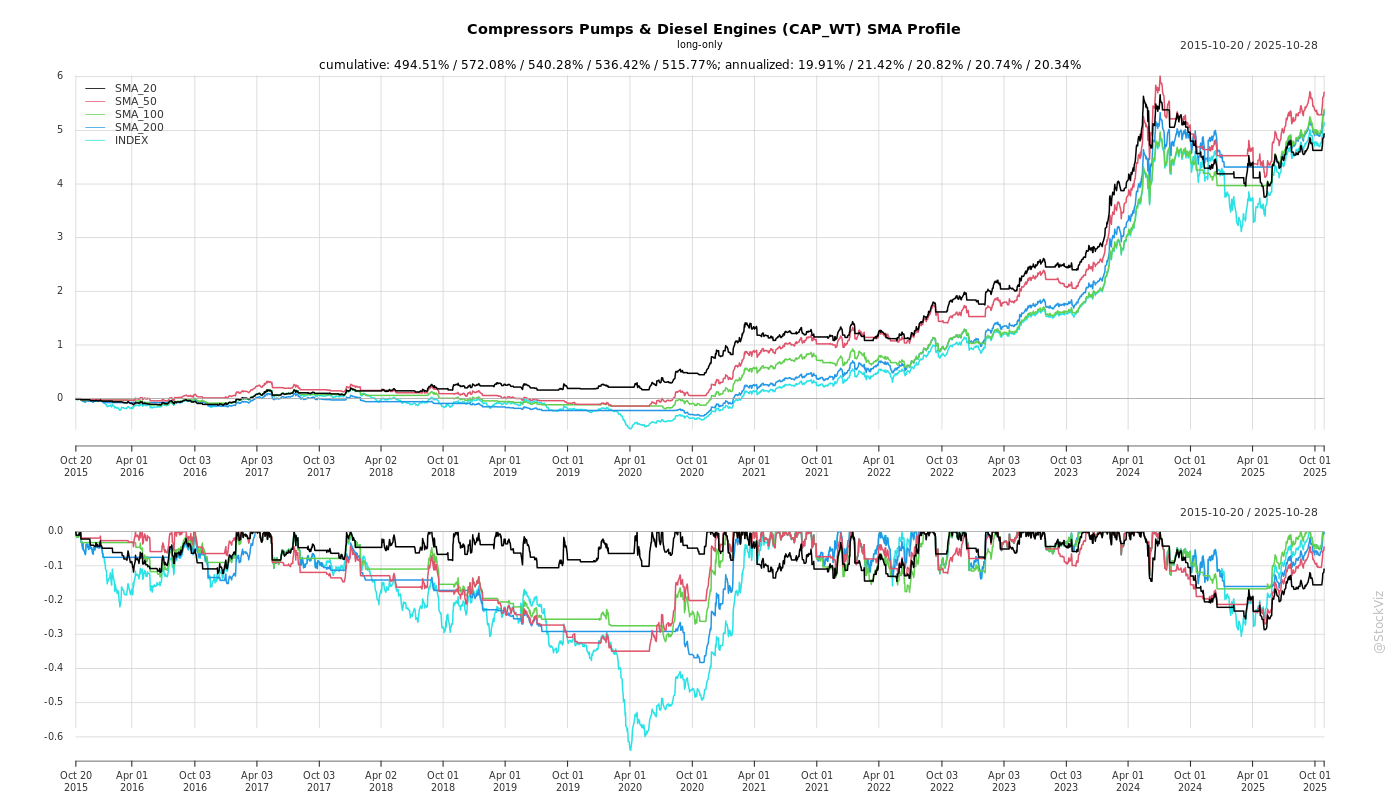 Compressors Pumps & Diesel Engines (CAP_WT) SMA Profile
long-only
2015-10-20 / 2025-10-28
cumulative: 494.51% / 572.08% / 540.28% / 536.42% / 515.77%; annualized: 19.91% / 21.42% / 20.82% / 20.74% / 20.34%
6
5
4
3
2
1
0
SMA_20
SMA_50
SMA_100
SMA_200
INDEX
Oct 20 Apr 01 Oct 03 Apr 03 Oct 03 Apr 02 Oct 01 Apr 01 Oct 01 Apr 01 Oct 01 Apr 01 Oct 01 Apr 01 Oct 03 Apr 03 Oct 03 Apr 01 Oct 01 Apr 01 Oct 01
2015 2016 2016 2017 2017 2018 2018 2019 2019 2020 2020 2021 2021 2022 2022 2023 2023 2024 2024 2025 2025
2015-10-20 / 2025-10-28
0.0
-0.1
-0.2
-0.3
-0.4
-0.5
-0.6
Oct 20 Apr 01 Oct 03 Apr 03 Oct 03 Apr 02 Oct 01 Apr 01 Oct 01 Apr 01 Oct 01 Apr 01 Oct 01 Apr 01 Oct 03 Apr 03 Oct 03 Apr 01 Oct 01 Apr 01 Oct 01
2015 2016 2016 2017 2017 2018 2018 2019 2019 2020 2020 2021 2021 2022 2022 2023 2023 2024 2024 2025 2025
@StockViz